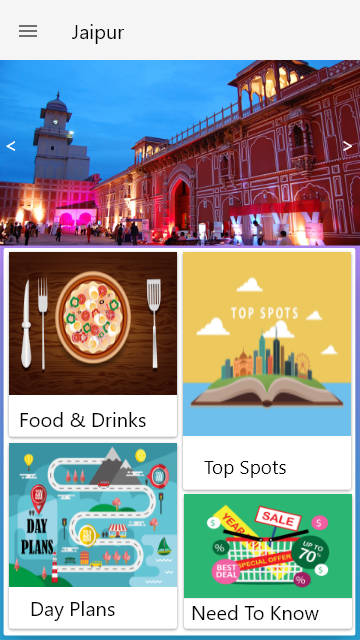 Jaipur
<
>
Food & Drinks
TOP SPOTS
Top Spots
"
DAY
PLANS
"
Day Plans
YEAR
SALE
SPECIAL OFFER
UP TO
70%
BEST
DEAL
%
%
$
$
Need To Know